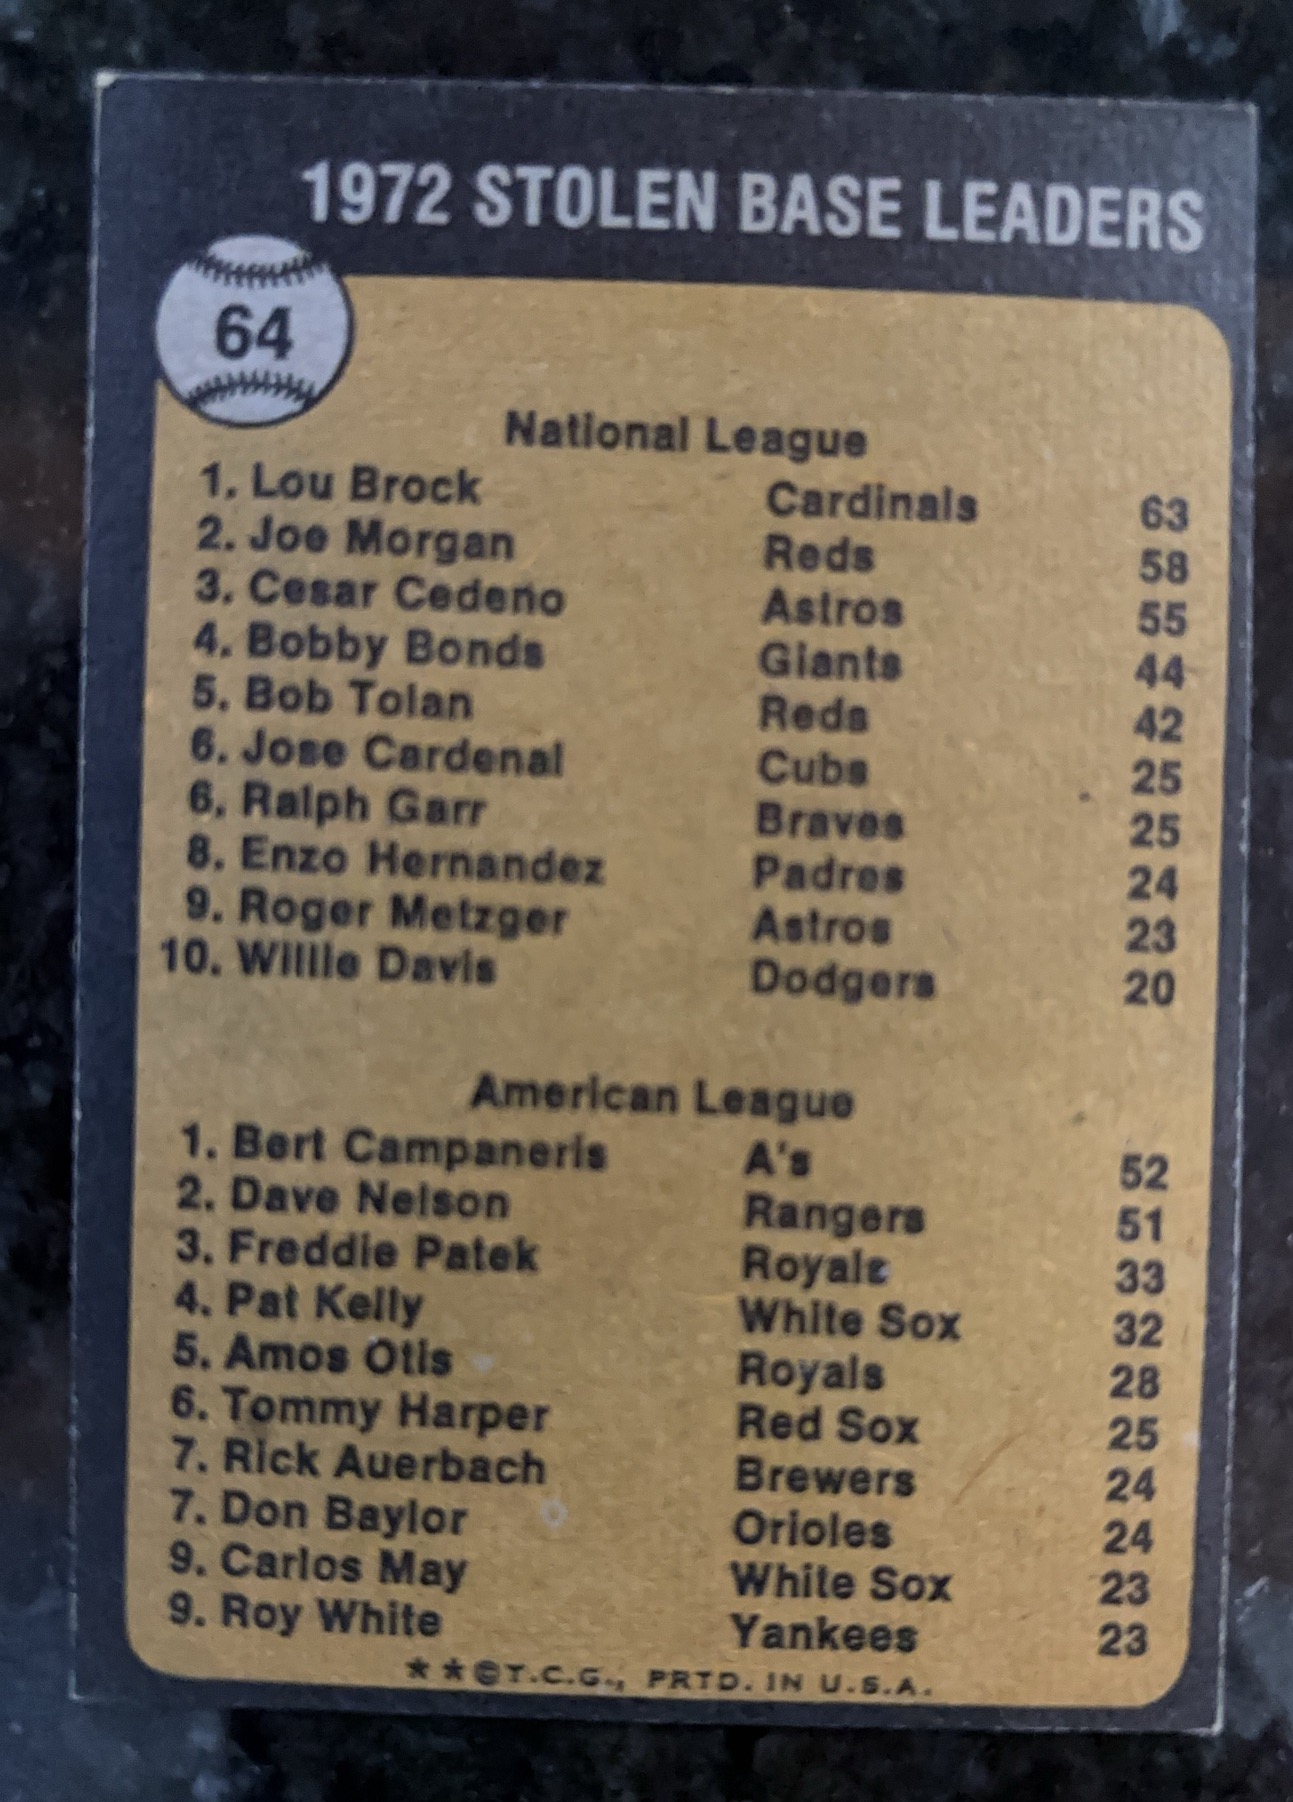 1972 STOLEN BASE LEADERS
64
National League
1. Lou Brock Cardinals 63
2. Joe Morgan Reds 58
3. Cesar Cedeño Astros 55
4. Bobby Bonds Giants 44
5. Bob Tolan Reds 42
6. Jose Cardenal Cubs 25
6. Ralph Garr Braves 25
8. Enzo Hernandez Padres 24
9. Roger Metzger Astros 23
10. Willie Davis Dodgers 20
American League
1. Bert Campaneris A's 52
2. Dave Nelson Rangers 51
3. Freddie Patek Royals 33
4. Pat Kelly White Sox 32
5. Amos Otis Royals 28
6. Tommy Harper Red Sox 25
7. Rick Auerbach Brewers 24
7. Don Baylor Orioles 24
9. Carlos May White Sox 23
9. Roy White Yankees 23
★★©T.C.G., PRTD. IN U.S.A.